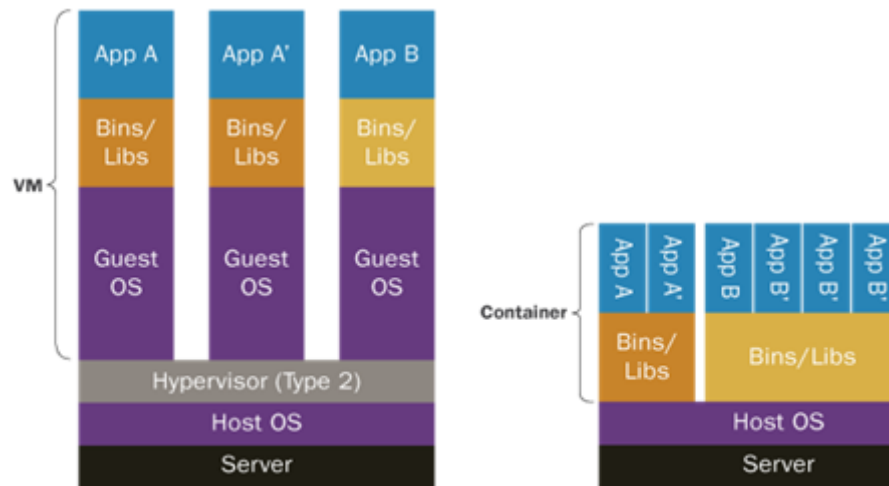 App A
App A'
App B
Bins/
Libs
Bins/
Libs
Bins/
Libs
VM
Guest
OS
Guest
OS
Guest
OS
Hypervisor (Type 2)
Host OS
Server
App A
App A'
App B
App B'
App B'
App B'
Container
Bins/
Libs
Bins/Libs
Host OS
Server